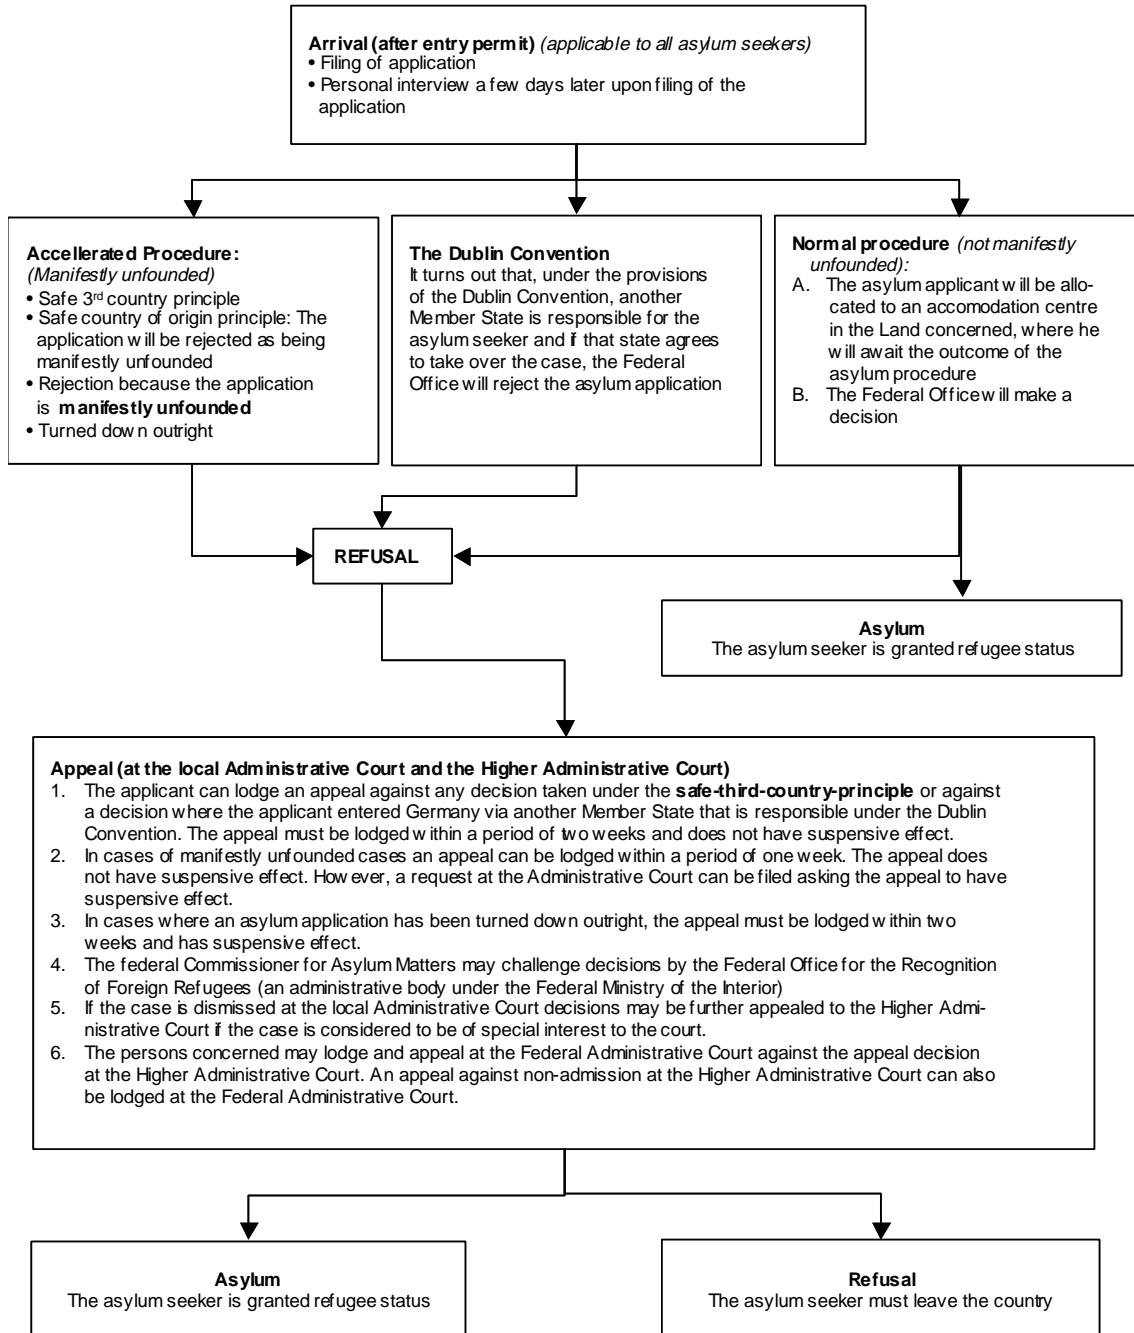 Arrival (after entry permit) (applicable to all asylum seekers)
• Filing of application
• Personal interview a few days later upon filing of the
application
Accellerated Procedure:
(Manifestly unfounded)
• Safe 3rd country principle
• Safe country of origin principle: The
application will be rejected as being
manifestly unfounded
• Rejection because the application
is manifestly unfounded
• Turned down outright
The Dublin Convention
It turns out that, under the provisions
of the Dublin Convention, another
Member State is responsible for the
asylum seeker and if that state agrees
to take over the case, the Federal
Office will reject the asylum application
Normal procedure (not manifestly
unfounded):
A. The asylum applicant will be allo-
cated to an accomodation centre
in the Land concerned, where he
will await the outcome of the
asylum procedure
B. The Federal Office will make a
decision
REFUSAL
Asylum
The asylum seeker is granted refugee status
Appeal (at the local Administrative Court and the Higher Administrative Court)
1. The applicant can lodge an appeal against any decision taken under the safe-third-country-principle or against
a decision where the applicant entered Germany via another Member State that is responsible under the Dublin
Convention. The appeal must be lodged within a period of two weeks and does not have suspensive effect.
2. In cases of manifestly unfounded cases an appeal can be lodged within a period of one week. The appeal does
not have suspensive effect. However, a request at the Administrative Court can be filed asking the appeal to have
suspensive effect.
3. In cases where an asylum application has been turned down outright, the appeal must be lodged within two
weeks and has suspensive effect.
4. The federal Commissioner for Asylum Matters may challenge decisions by the Federal Office for the Recognition
of Foreign Refugees (an administrative body under the Federal Ministry of the Interior)
5. If the case is dismissed at the local Administrative Court decisions may be further appealed to the Higher Admi-
nistrative Court if the case is considered to be of special interest to the court.
6. The persons concerned may lodge and appeal at the Federal Administrative Court against the appeal decision
at the Higher Administrative Court. An appeal against non-admission at the Higher Administrative Court can also
be lodged at the Federal Administrative Court.
Asylum
The asylum seeker is granted refugee status
Refusal
The asylum seeker must leave the country